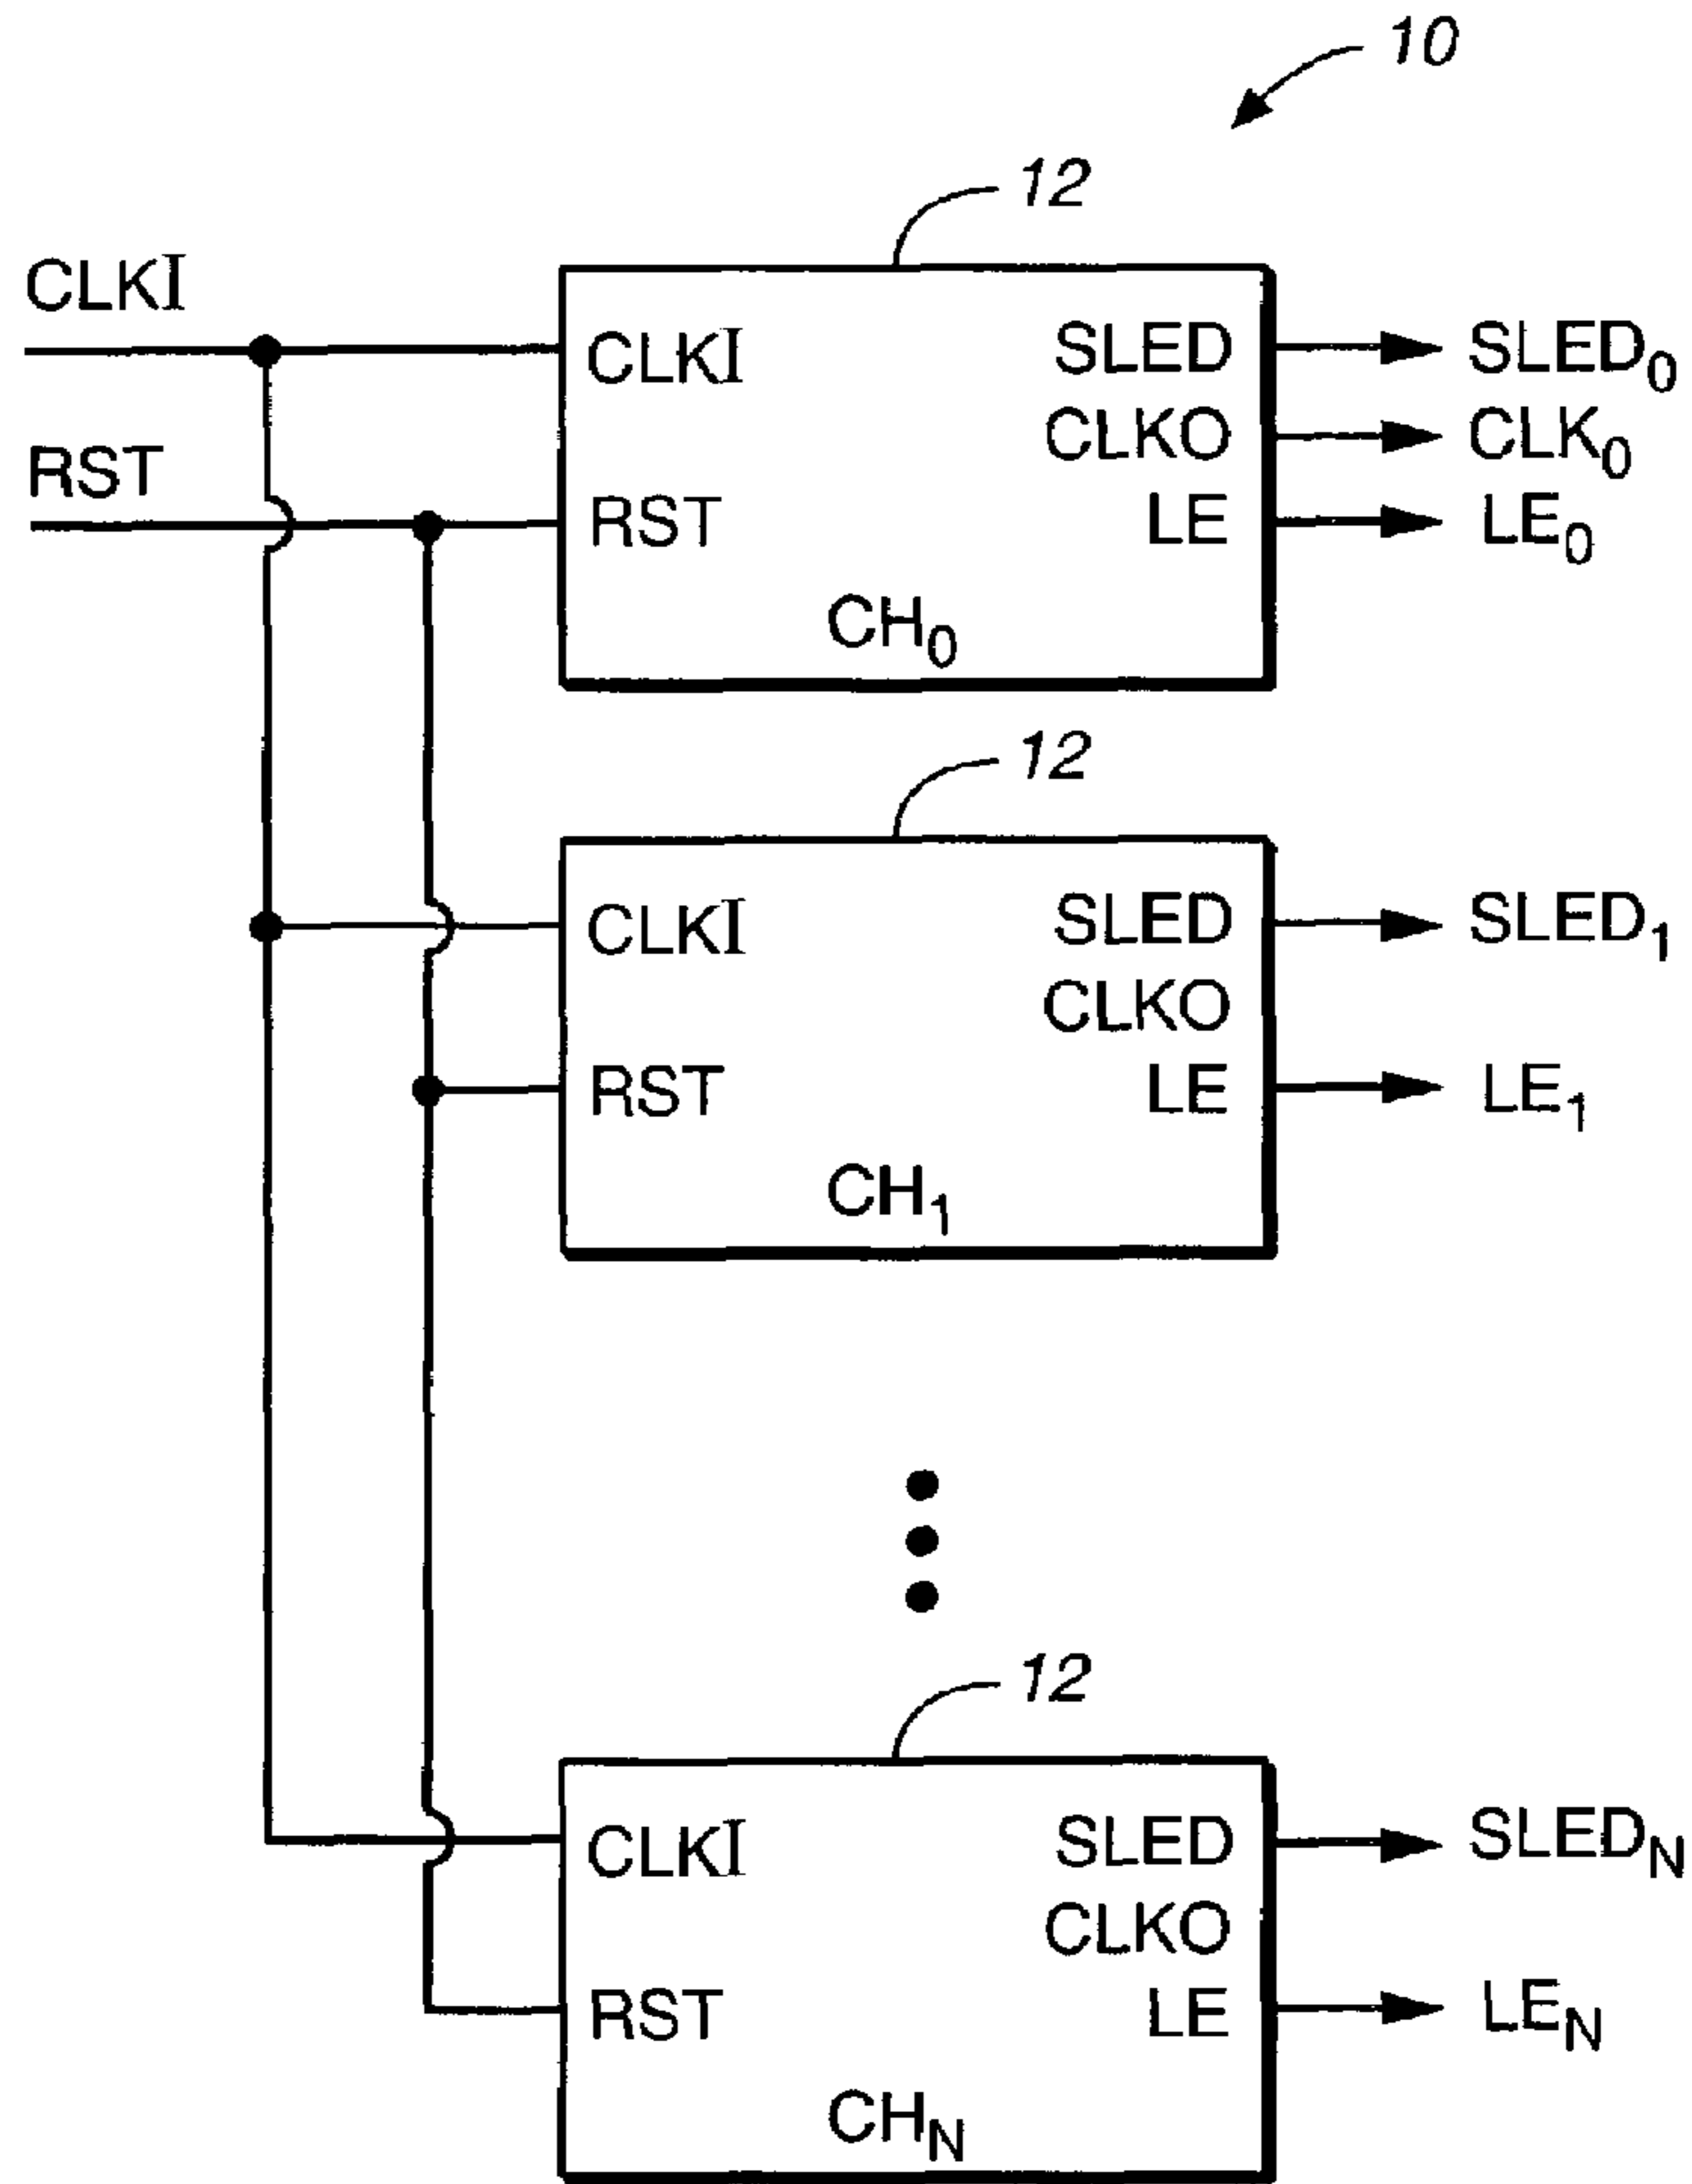 10
12
CLKI
CLKI SLED SLED0
CLKO CLK0
RST
RST LE LE0
CH0
12
CLKI SLED SLED1
CLKO
RST LE LE1
CH1
12
CLKI SLED SLEDN
CLKO
RST LE LEN
CHN